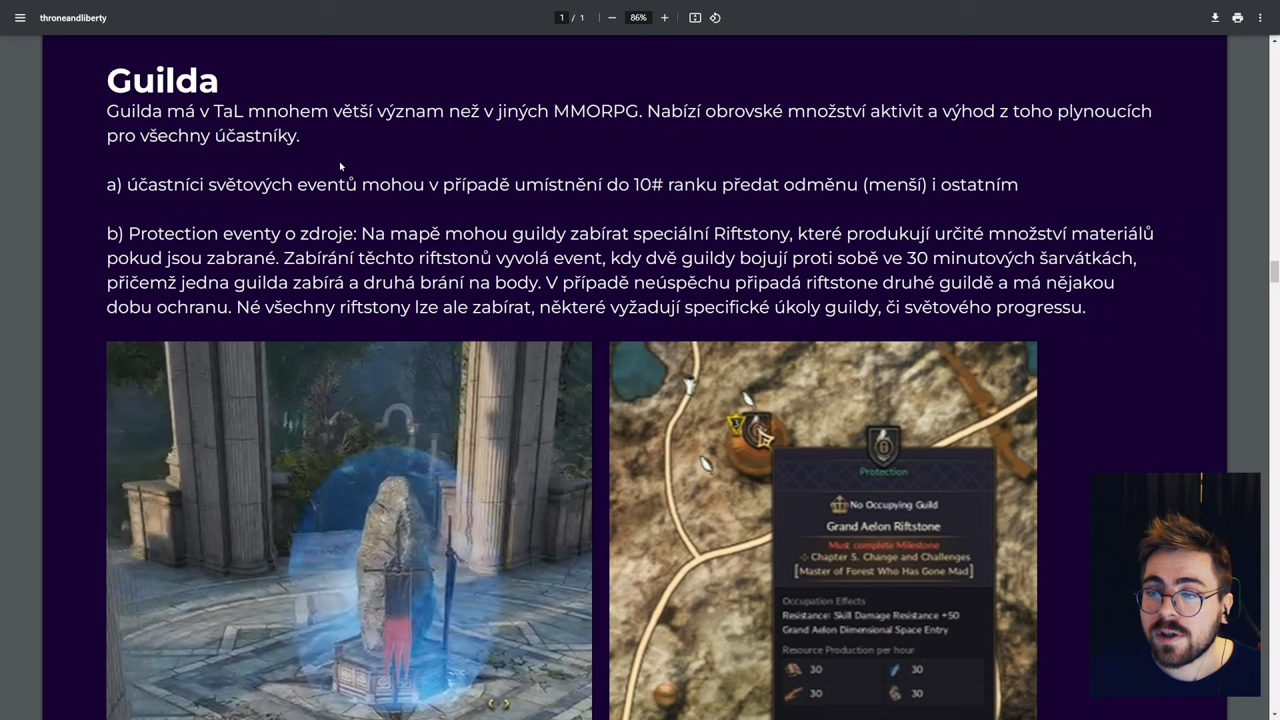 throneandliberty
1 / 1
86%
Guilda
Guilda má v TaL mnohem větší význam než v jiných MMORPG. Nabízí obrovské množství aktivit a výhod z toho plynoucích
pro všechny účastníky.
a) účastníci světových eventů mohou v případě umístnění do 10# ranku předat odměnu (menší) i ostatním
b) Protection eventy o zdroje: Na mapě mohou guildy zabírat speciální Riftstony, které produkují určité množství materiálů
pokud jsou zabrané. Zabírání těchto riftstonů vyvolá event, kdy dvě guildy bojují proti sobě ve 30 minutových šarvátkách,
přičemž jedna guilda zabírá a druhá brání na body. V případě neúspěchu připadá riftstone druhé guildě a má nějakou
dobu ochranu. Né všechny riftstony lze ale zabírat, některé vyžadují specifické úkoly guildy, či světového progressu.
3
Protection
No Occupying Guild
Grand Aelon Riftstone
Must complete Milestone
Chapter 5. Change and Challenges
[Master of Forest Who Has Gone Mad]
Occupation Effects
Resistance: Skill Damage Resistance +50
Grand Aelon Dimensional Space Entry
Resource Production per hour
30 30
30 30